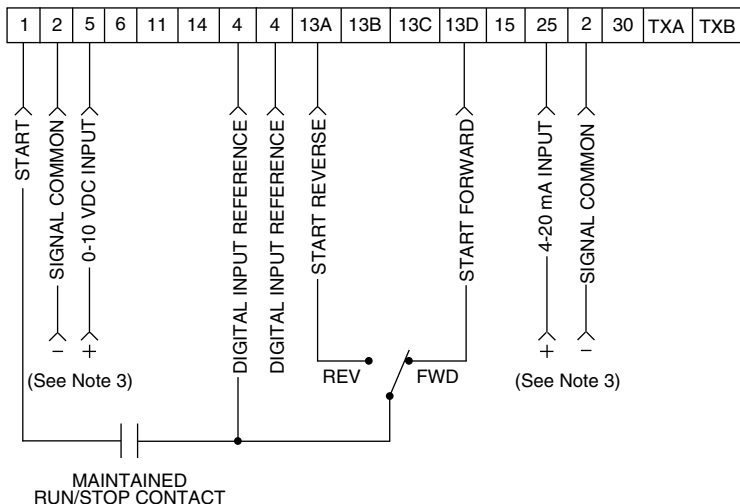 1 2 5 6 11 14 4 4 13A 13B 13C 13D 15 25 2 30 TXA TXB
START
SIGNAL COMMON
0-10 VDC INPUT
DIGITAL INPUT REFERENCE
DIGITAL INPUT REFERENCE
START REVERSE
START FORWARD
4-20 mA INPUT
SIGNAL COMMON
- +
(See Note 3)
REV
FWD
+ -
(See Note 3)
MAINTAINED
RUN/STOP CONTACT